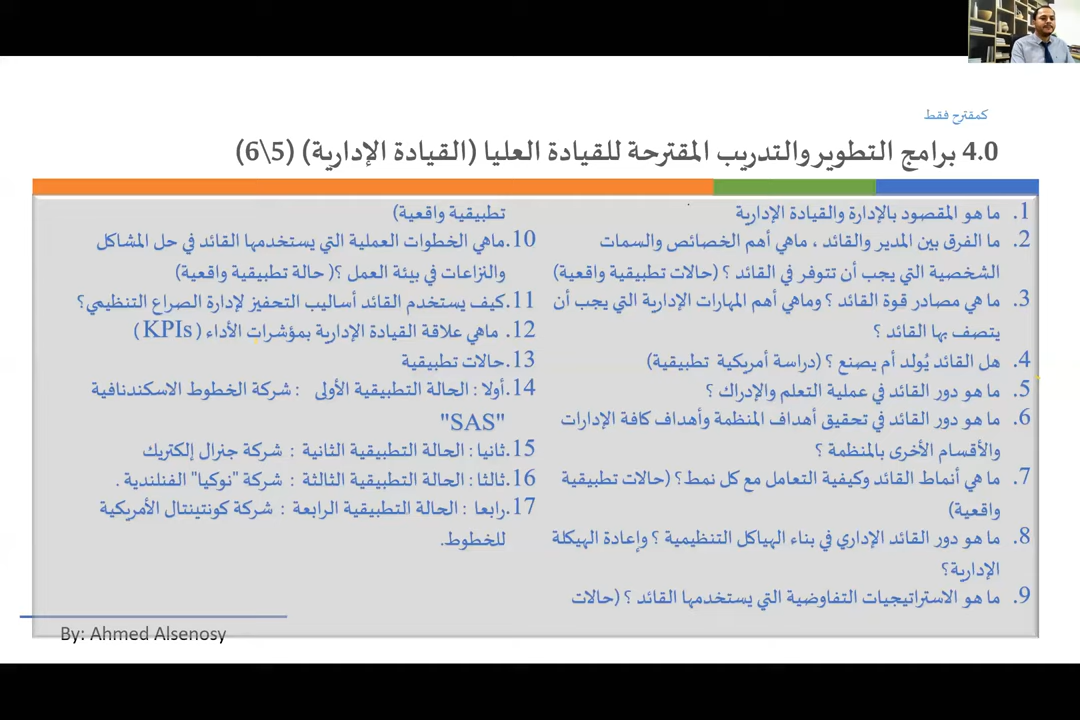 كمقترح فقط
4.0 برامج التطوير والتدريب المقترحة للقيادة العليا (القيادة الإدارية) (5\6)
1. ما هو المقصود بالإدارة والقيادة الإدارية
2. ما الفرق بين المدير والقائد ، ماهي أهم الخصائص والسمات
الشخصية التي يجب أن تتوفر في القائد ؟ (حالات تطبيقية واقعية)
3. ما هي مصادر قوة القائد ؟ وماهي أهم المهارات الإدارية التي يجب أن
يتصف بها القائد ؟
4. هل القائد يُولد أم يصنع ؟ (دراسة أمريكية تطبيقية)
5. ما هو دور القائد في عملية التعلم والإدراك ؟
6. ما هو دور القائد في تحقيق أهداف المنظمة وأهداف كافة الإدارات
والأقسام الأخرى بالمنظمة ؟
7. ما هي أنماط القائد وكيفية التعامل مع كل نمط؟ (حالات تطبيقية
واقعية)
8. ما هو دور القائد الإداري في بناء الهياكل التنظيمية ؟ وإعادة الهيكلة
الإدارية؟
9. ما هو الاستراتيجيات التفاوضية التي يستخدمها القائد ؟ (حالات
تطبيقية واقعية)
10.ماهي الخطوات العملية التي يستخدمها القائد في حل المشاكل
والنزاعات في بيئة العمل ؟( حالة تطبيقية واقعية)
11.كيف يستخدم القائد أساليب التحفيز لإدارة الصراع التنظيمي؟
12. ماهي علاقة القيادة الإدارية بمؤشرات الأداء ( KPIs )
13.حالات تطبيقية
14.أولا : الحالة التطبيقية الأولى : شركة الخطوط الاسكندنافية
"SAS"
15.ثانيا : الحالة التطبيقية الثانية : شركة جنرال إلكتريك
16.ثالثا : الحالة التطبيقية الثالثة : شركة "نوكيا" الفنلندية .
17.رابعا : الحالة التطبيقية الرابعة : شركة كونتينتال الأمريكية
للخطوط.
By: Ahmed Alsenosy